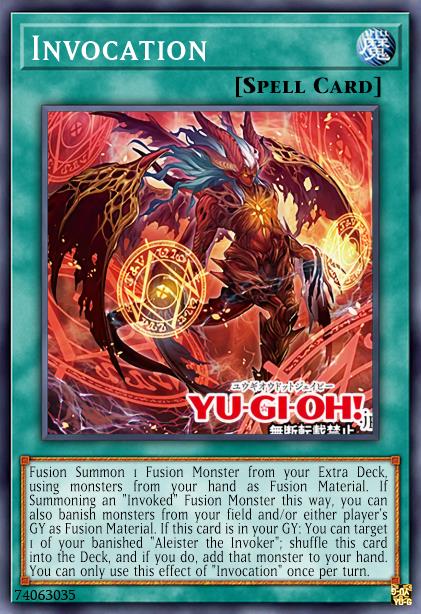 Invocation
[Spell Card]
ユウギオウドットジェイピー
YU-GI-OH!
無断転載禁止
Fusion Summon 1 Fusion Monster from your Extra Deck,
using monsters from your hand as Fusion Material. If
Summoning an "Invoked" Fusion Monster this way, you can
also banish monsters from your field and/or either player's
GY as Fusion Material. If this card is in your GY: You can target
1 of your banished "Aleister the Invoker"; shuffle this card
into the Deck, and if you do, add that monster to your hand.
You can only use this effect of "Invocation" once per turn.
74063035